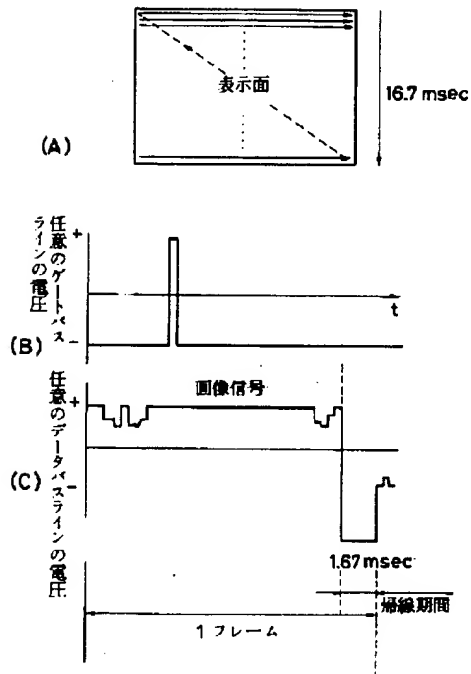 表示面
16.7 msec
(A)
任意のゲートバス
ラインの電圧
+
t
(B)
−
任意のデータバスラインの電圧
+
画像信号
(C)
−
1.67 msec
帰線期間
1 フレーム